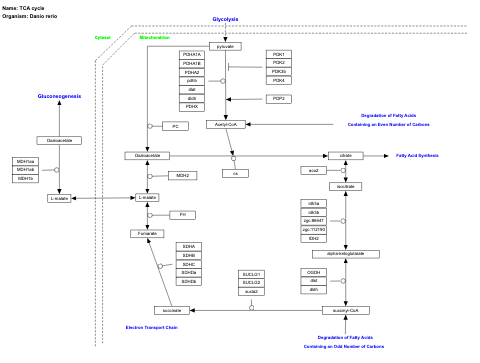 Name: TCA cycle
Organism: Danio rerio
Glycolysis
Cytosol
Mitochondrion
pyruvate
PDHA1A
PDHA1B
PDHA2
pdhb
dlat
dldh
PDHX
PDK1
PDK2
PDK3b
PDK4
PDP2
Gluconeogenesis
Degradation of Fatty Acids
Containing an Even Number of Carbons
PC
Acetyl-CoA
Oxaloacetate
Oxaloacetate
citrate
Fatty Acid Synthesis
cs
MDH1aa
MDH1ab
MDH1b
MDH2
aco2
isocitrate
L-malate
L-malate
FH
idh3a
idh3b
IDH2
Fumarate
SDHA
SDHB
SDHC
SDHDa
SDHDb
alpha-ketoglutarate
SUCLG1
SUCLG2
sucla2
OGDH
dlst
dldh
succinate
succinyl-CoA
Electron Transport Chain
Degradation of Fatty Acids
Containing an Odd Number of Carbons